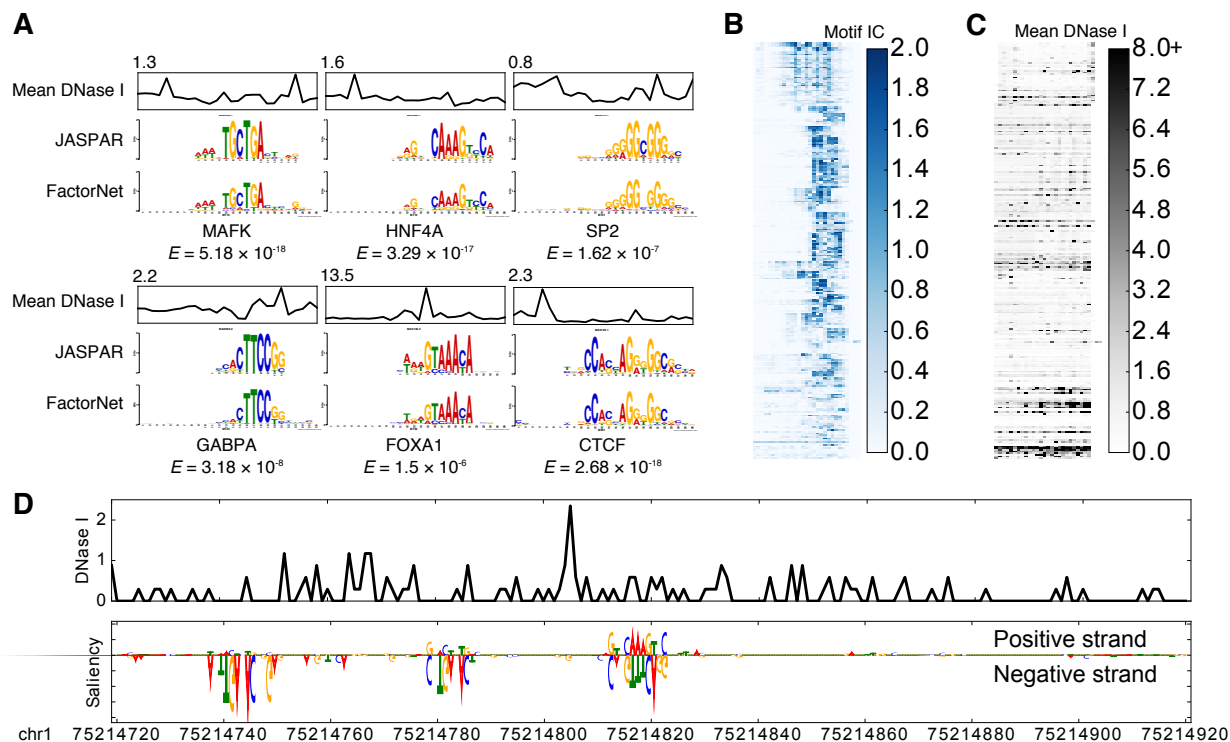 A
Mean DNase I
1.3
1.6
0.8
JASPAR
FactorNet
MAFK
HNF4A
SP2
E = 5.18 × 10-18
E = 3.29 × 10-17
E = 1.62 × 10-7
Mean DNase I
2.2
13.5
2.3
JASPAR
FactorNet
GABPA
FOXA1
CTCF
E = 3.18 × 10-8
E = 1.5 × 10-6
E = 2.68 × 10-18
B
Motif IC
2.0
1.8
1.6
1.4
1.2
1.0
0.8
0.6
0.4
0.2
0.0
C
Mean DNase I
8.0+
7.2
6.4
5.6
4.8
4.0
3.2
2.4
1.6
0.8
0.0
D
DNase I
2
1
0
Saliency
Positive strand
Negative strand
chr1 75214720 75214740 75214760 75214780 75214800 75214820 75214840 75214860 75214880 75214900 75214920